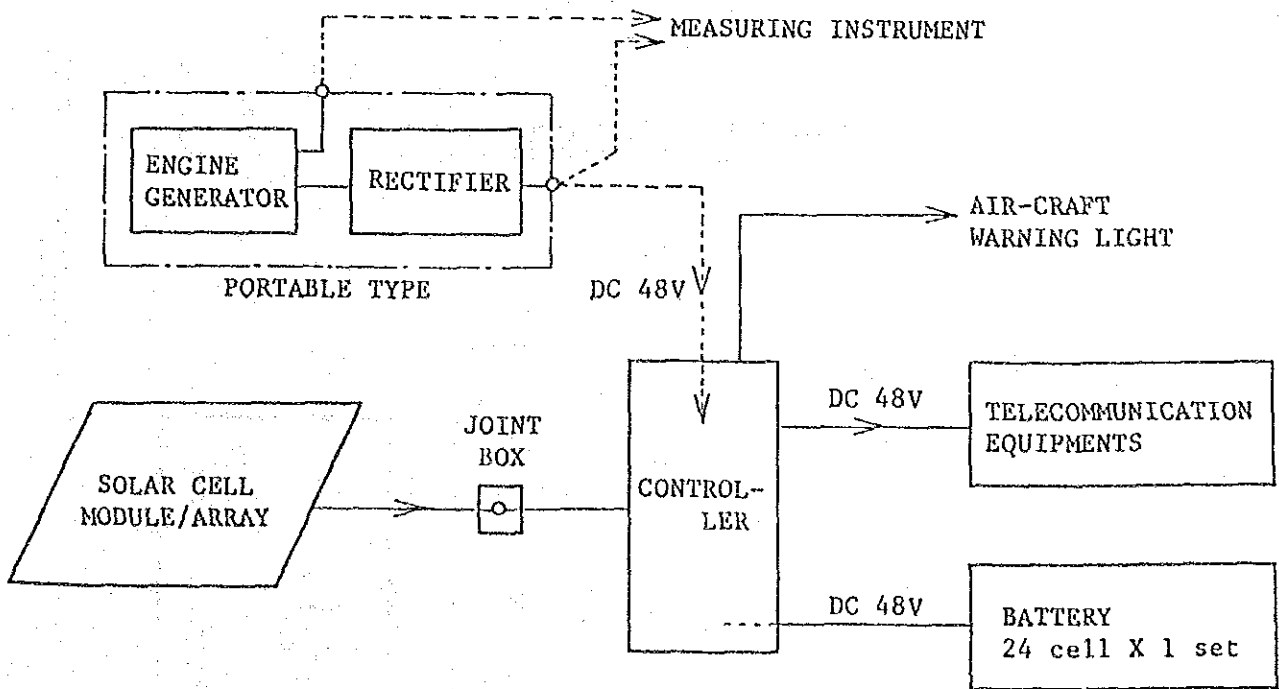 MEASURING INSTRUMENT
ENGINE
GENERATOR
RECTIFIER
PORTABLE TYPE
AIR-CRAFT
WARNING LIGHT
DC 48V
SOLAR CELL
MODULE/ARRAY
JOINT
BOX
CONTROL-
LER
DC 48V
TELECOMMUNICATION
EQUIPMENTS
DC 48V
BATTERY
24 cell X 1 set